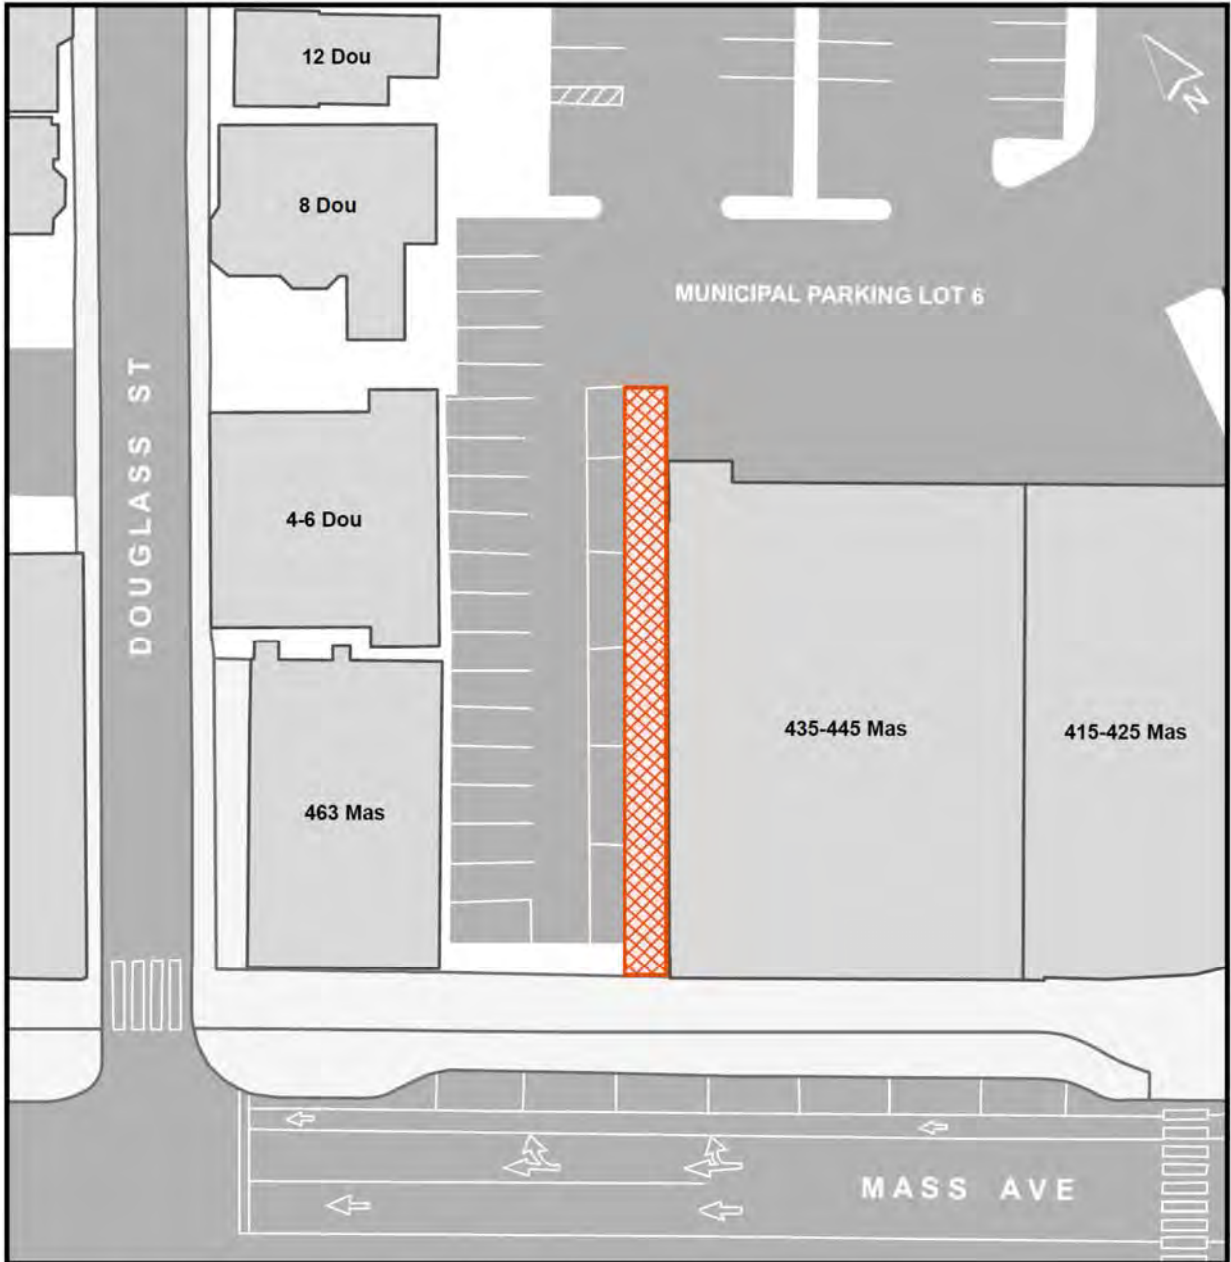 12 Dou
N
8 Dou
MUNICIPAL PARKING LOT 6
DOUGLASS ST
4-6 Dou
435-445 Mas
415-425 Mas
463 Mas
MASS AVE